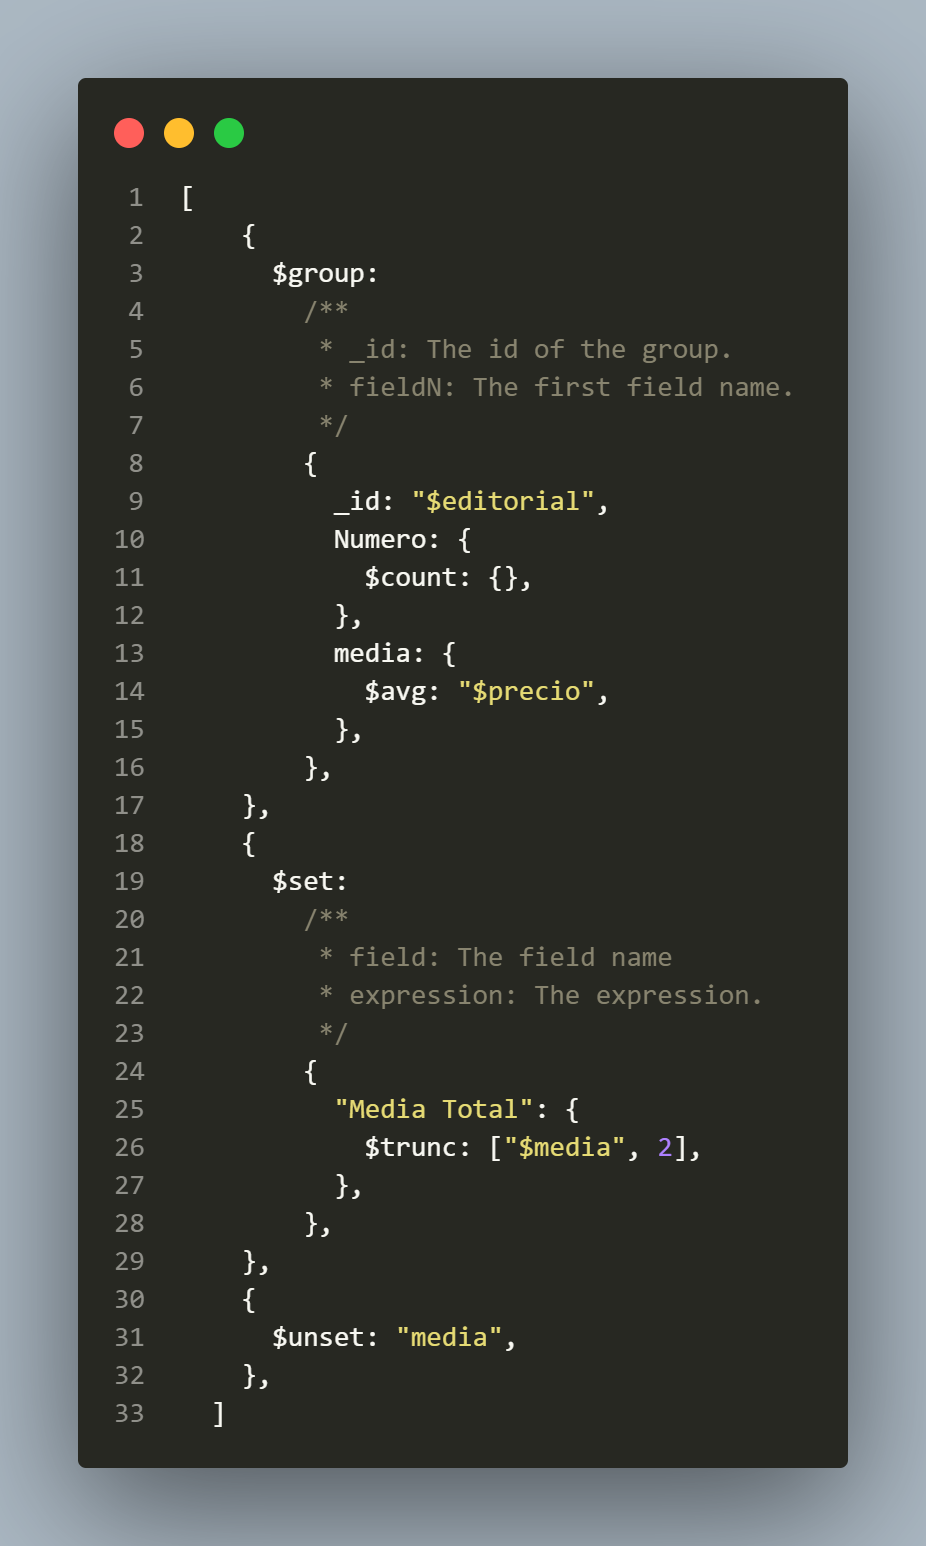 1 [
2     {
3       $group:
4         /**
5          * _id: The id of the group.
6          * fieldN: The first field name.
7          */
8         {
9           _id: "$editorial",
10           Numero: {
11             $count: {},
12           },
13           media: {
14             $avg: "$precio",
15           },
16         },
17     },
18     {
19       $set:
20         /**
21          * field: The field name
22          * expression: The expression.
23          */
24         {
25           "Media Total": {
26             $trunc: ["$media", 2],
27           },
28         },
29     },
30     {
31       $unset: "media",
32     },
33   ]